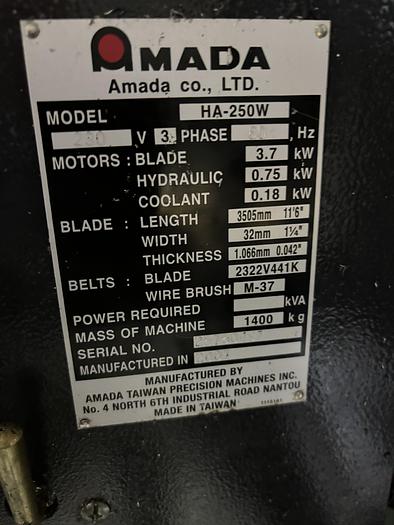 AMADA
Amada co., LTD.
MODEL HA-250W
V 3 PHASE Hz
MOTORS : BLADE 3.7 kW
HYDRAULIC 0.75 kW
COOLANT 0.18 kW
BLADE : LENGTH 3505mm 11'6"
WIDTH 32mm 1¼"
THICKNESS 1.066mm 0.042"
BELTS : BLADE 2322V441K
WIRE BRUSH M-37
POWER REQUIRED kVA
MASS OF MACHINE 1400 kg
SERIAL NO.
MANUFACTURED IN
MANUFACTURED BY
AMADA TAIWAN PRECISION MACHINES INC.
No. 4 NORTH 6TH INDUSTRIAL ROAD NANTOU
MADE IN TAIWAN